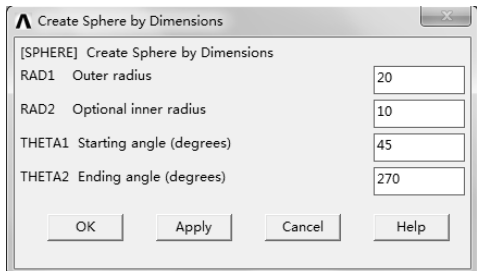 Create Sphere by Dimensions
[SPHERE] Create Sphere by Dimensions
RAD1 Outer radius 20
RAD2 Optional inner radius 10
THETA1 Starting angle (degrees) 45
THETA2 Ending angle (degrees) 270
OK Apply Cancel Help